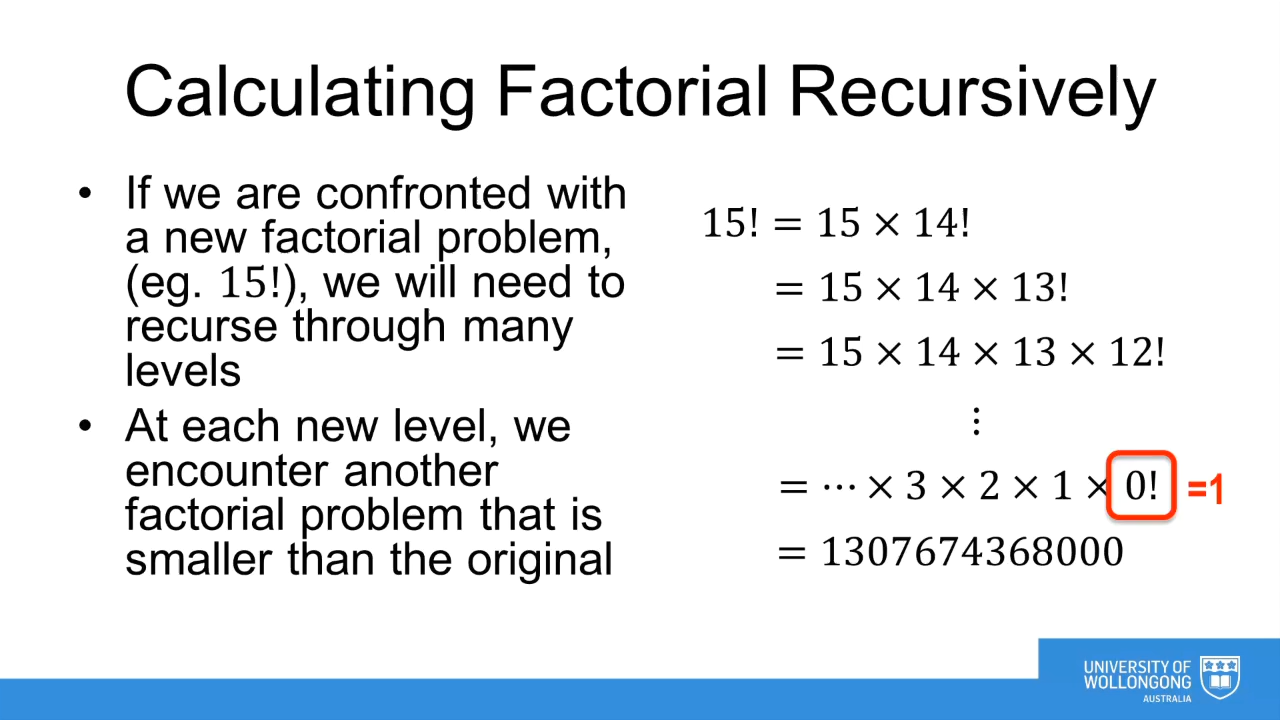 Calculating Factorial Recursively
• If we are confronted with
a new factorial problem,
(eg. 15!), we will need to
recurse through many
levels
• At each new level, we
encounter another
factorial problem that is
smaller than the original
15! = 15 × 14!
= 15 × 14 × 13!
= 15 × 14 × 13 × 12!
⋮
= ⋯ × 3 × 2 × 1 × 0! =1
= 1307674368000
UNIVERSITY OF
WOLLONGONG
AUSTRALIA